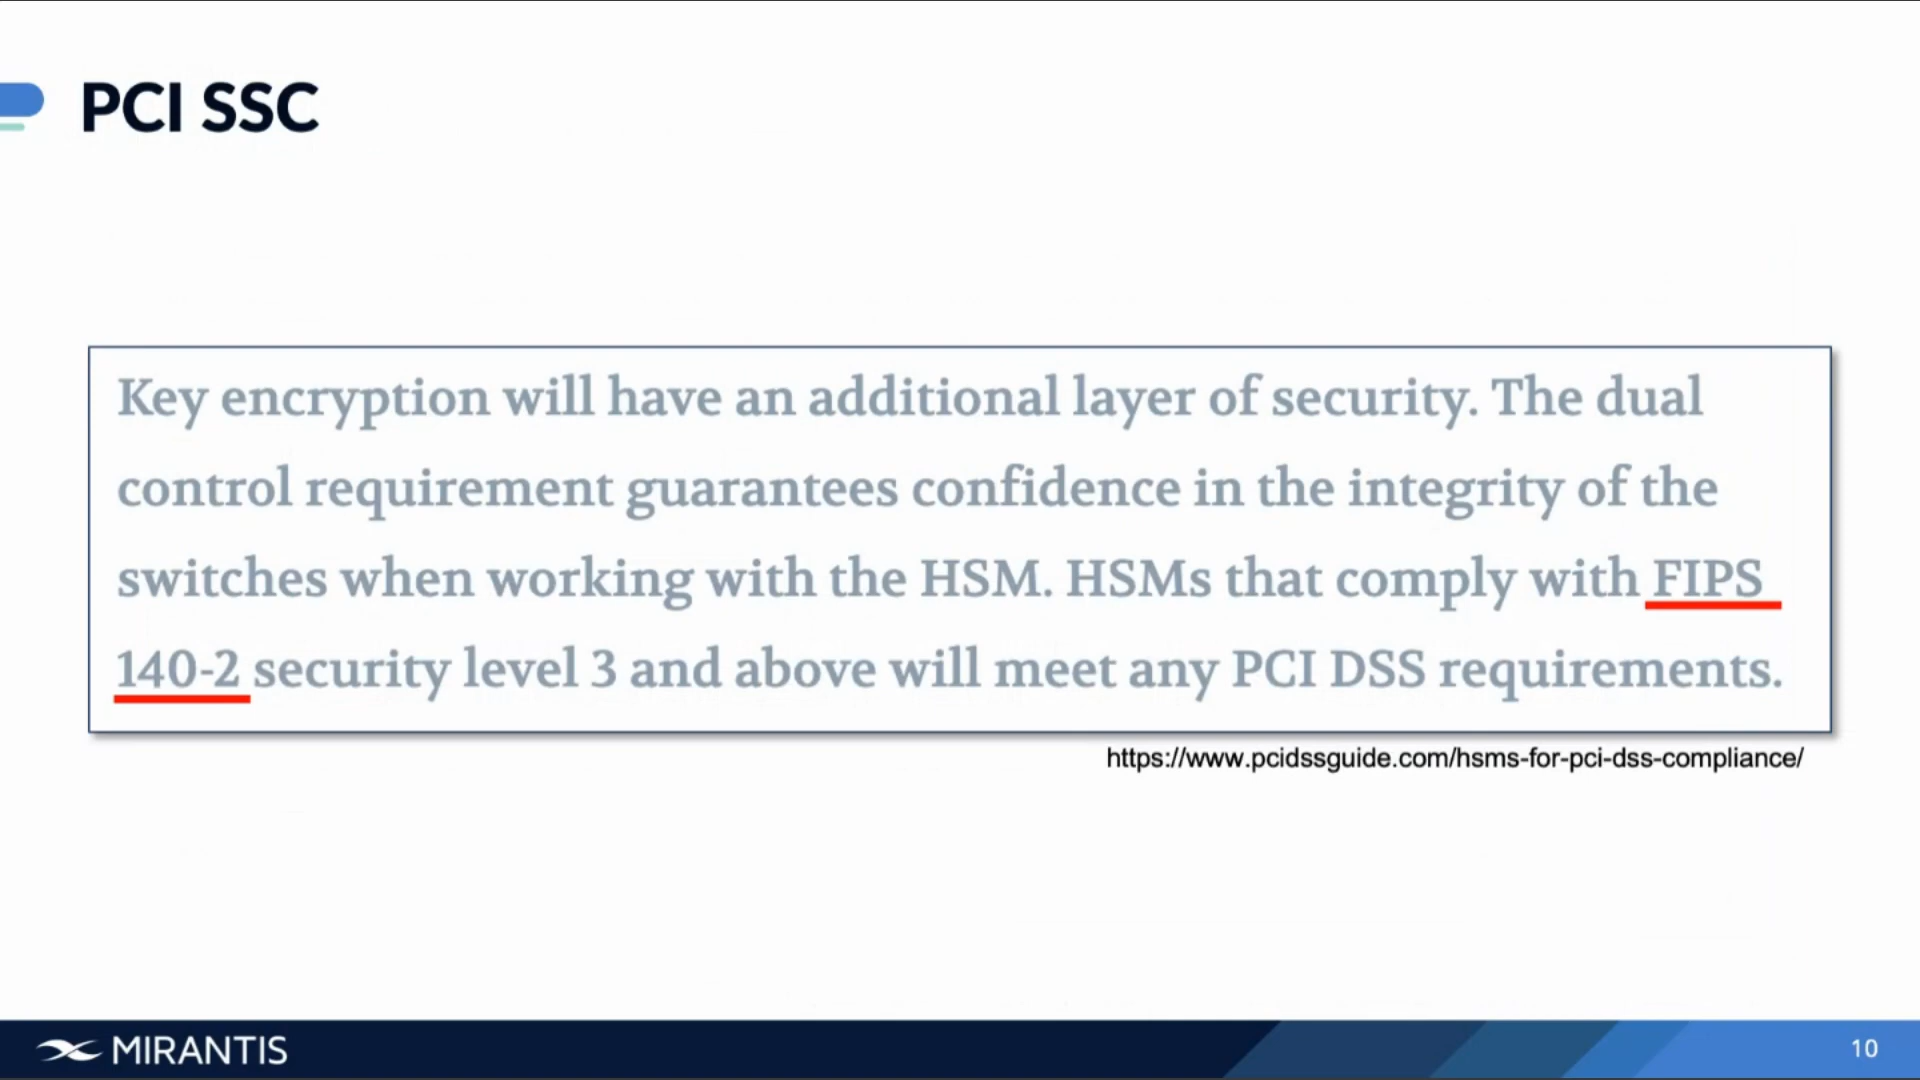 PCI SSC
Key encryption will have an additional layer of security. The dual
control requirement guarantees confidence in the integrity of the
switches when working with the HSM. HSMs that comply with FIPS
140-2 security level 3 and above will meet any PCI DSS requirements.
https://www.pcidssguide.com/hsms-for-pci-dss-compliance/
MIRANTIS
10